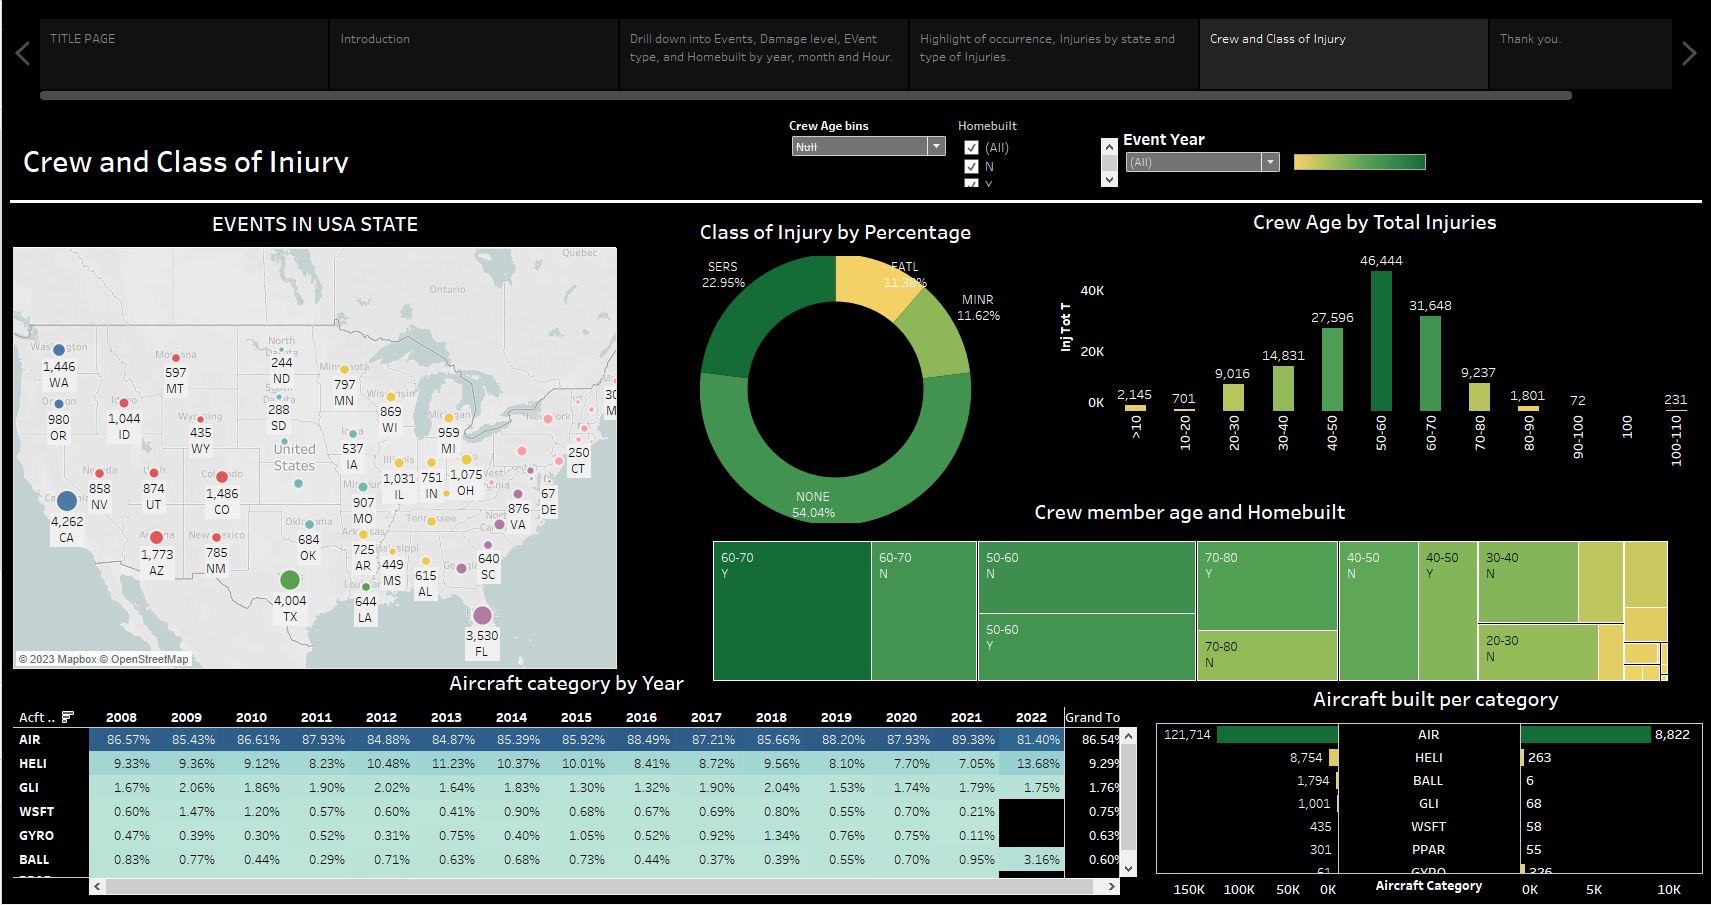 TITLE PAGE
Introduction
Drill down into Events, Damage level, EVent
type, and Homebuilt by year, month and Hour.
Highlight of occurrence, Injuries by state and
type of Injuries.
Crew and Class of Injury
Thank you.
Crew and Class of Injury
Crew Age bins
Null
Homebuilt
(All)
N
Y
Event Year
(All)
EVENTS IN USA STATE
Quebec
Ontario
Washington
1,446
WA
Montana
597
MT
North
Dakota
244
ND
Minnesota
797
MN
Oregon
980
OR
Idaho
1,044
ID
Wyoming
435
WY
South
Dakota
288
SD
Wisconsin
869
WI
Michigan
959
MI
New York
250
CT
United
States
Iowa
537
IA
Nevada
858
NV
Utah
874
UT
Colorado
1,486
CO
Illinois
1,031
IL
751
IN
1,075
OH
67
DE
California
4,262
CA
Missouri
907
MO
876
VA
Arizona
1,773
AZ
New Mexico
785
NM
Oklahoma
684
OK
Arkansas
725
AR
Tennessee
Mississippi
449
MS
615
AL
640
SC
4,004
TX
644
LA
3,530
FL
© 2023 Mapbox © OpenStreetMap
Class of Injury by Percentage
SERS
22.95%
FATL
11.38%
MINR
11.62%
NONE
54.04%
Crew Age by Total Injuries
Inj Tot T
40K
20K
0K
2,145
701
9,016
14,831
27,596
46,444
31,648
9,237
1,801
72
231
>10
10-20
20-30
30-40
40-50
50-60
60-70
70-80
80-90
90-100
100
100-110
Crew member age and Homebuilt
60-70
Y
60-70
N
50-60
N
50-60
Y
70-80
Y
70-80
N
40-50
N
40-50
Y
30-40
N
20-30
N
Aircraft category by Year
Acft .. 2008 2009 2010 2011 2012 2013 2014 2015 2016 2017 2018 2019 2020 2021 2022 Grand To
AIR 86.57% 85.43% 86.61% 87.93% 84.88% 84.87% 85.39% 85.92% 88.49% 87.21% 85.66% 88.20% 87.93% 89.38% 81.40% 86.54%
HELI 9.33% 9.36% 9.12% 8.23% 10.48% 11.23% 10.37% 10.01% 8.41% 8.72% 9.56% 8.10% 7.70% 7.05% 13.68% 9.29%
GLI 1.67% 2.06% 1.86% 1.90% 2.02% 1.64% 1.83% 1.30% 1.32% 1.90% 2.04% 1.53% 1.74% 1.79% 1.75% 1.76%
WSFT 0.60% 1.47% 1.20% 0.57% 0.60% 0.41% 0.90% 0.68% 0.67% 0.69% 0.80% 0.55% 0.70% 0.21% 0.75%
GYRO 0.47% 0.39% 0.30% 0.52% 0.31% 0.75% 0.40% 1.05% 0.52% 0.92% 1.34% 0.76% 0.75% 0.11% 0.63%
BALL 0.83% 0.77% 0.44% 0.29% 0.71% 0.63% 0.68% 0.73% 0.44% 0.37% 0.39% 0.55% 0.70% 0.95% 3.16% 0.60%
Aircraft built per category
121,714 AIR 8,822
8,754 HELI 263
1,794 BALL 6
1,001 GLI 68
435 WSFT 58
301 PPAR 55
61 GYRO 326
150K 100K 50K 0K Aircraft Category 0K 5K 10K